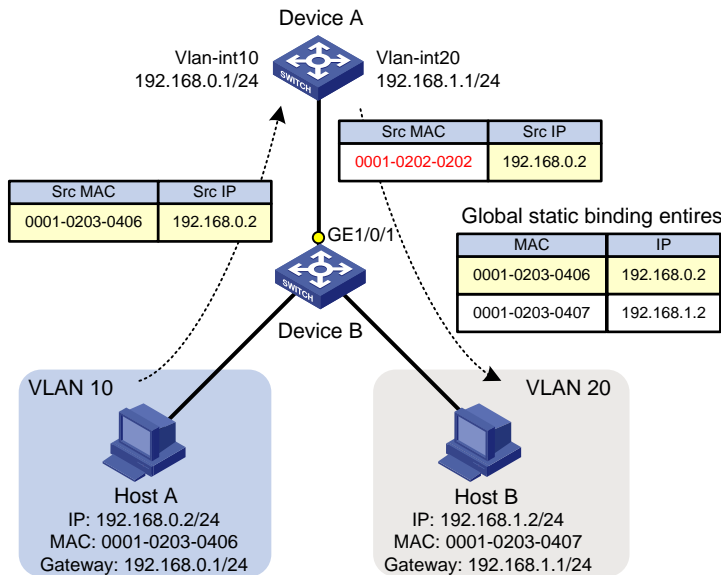 Device A
Vlan-int10
192.168.0.1/24
Vlan-int20
192.168.1.1/24
SWITCH
Src MAC Src IP
0001-0202-0202 192.168.0.2
Src MAC Src IP
0001-0203-0406 192.168.0.2
Global static binding entires
MAC IP
0001-0203-0406 192.168.0.2
0001-0203-0407 192.168.1.2
GE1/0/1
SWITCH
Device B
VLAN 10
Host A
IP: 192.168.0.2/24
MAC: 0001-0203-0406
Gateway: 192.168.0.1/24
VLAN 20
Host B
IP: 192.168.1.2/24
MAC: 0001-0203-0407
Gateway: 192.168.1.1/24